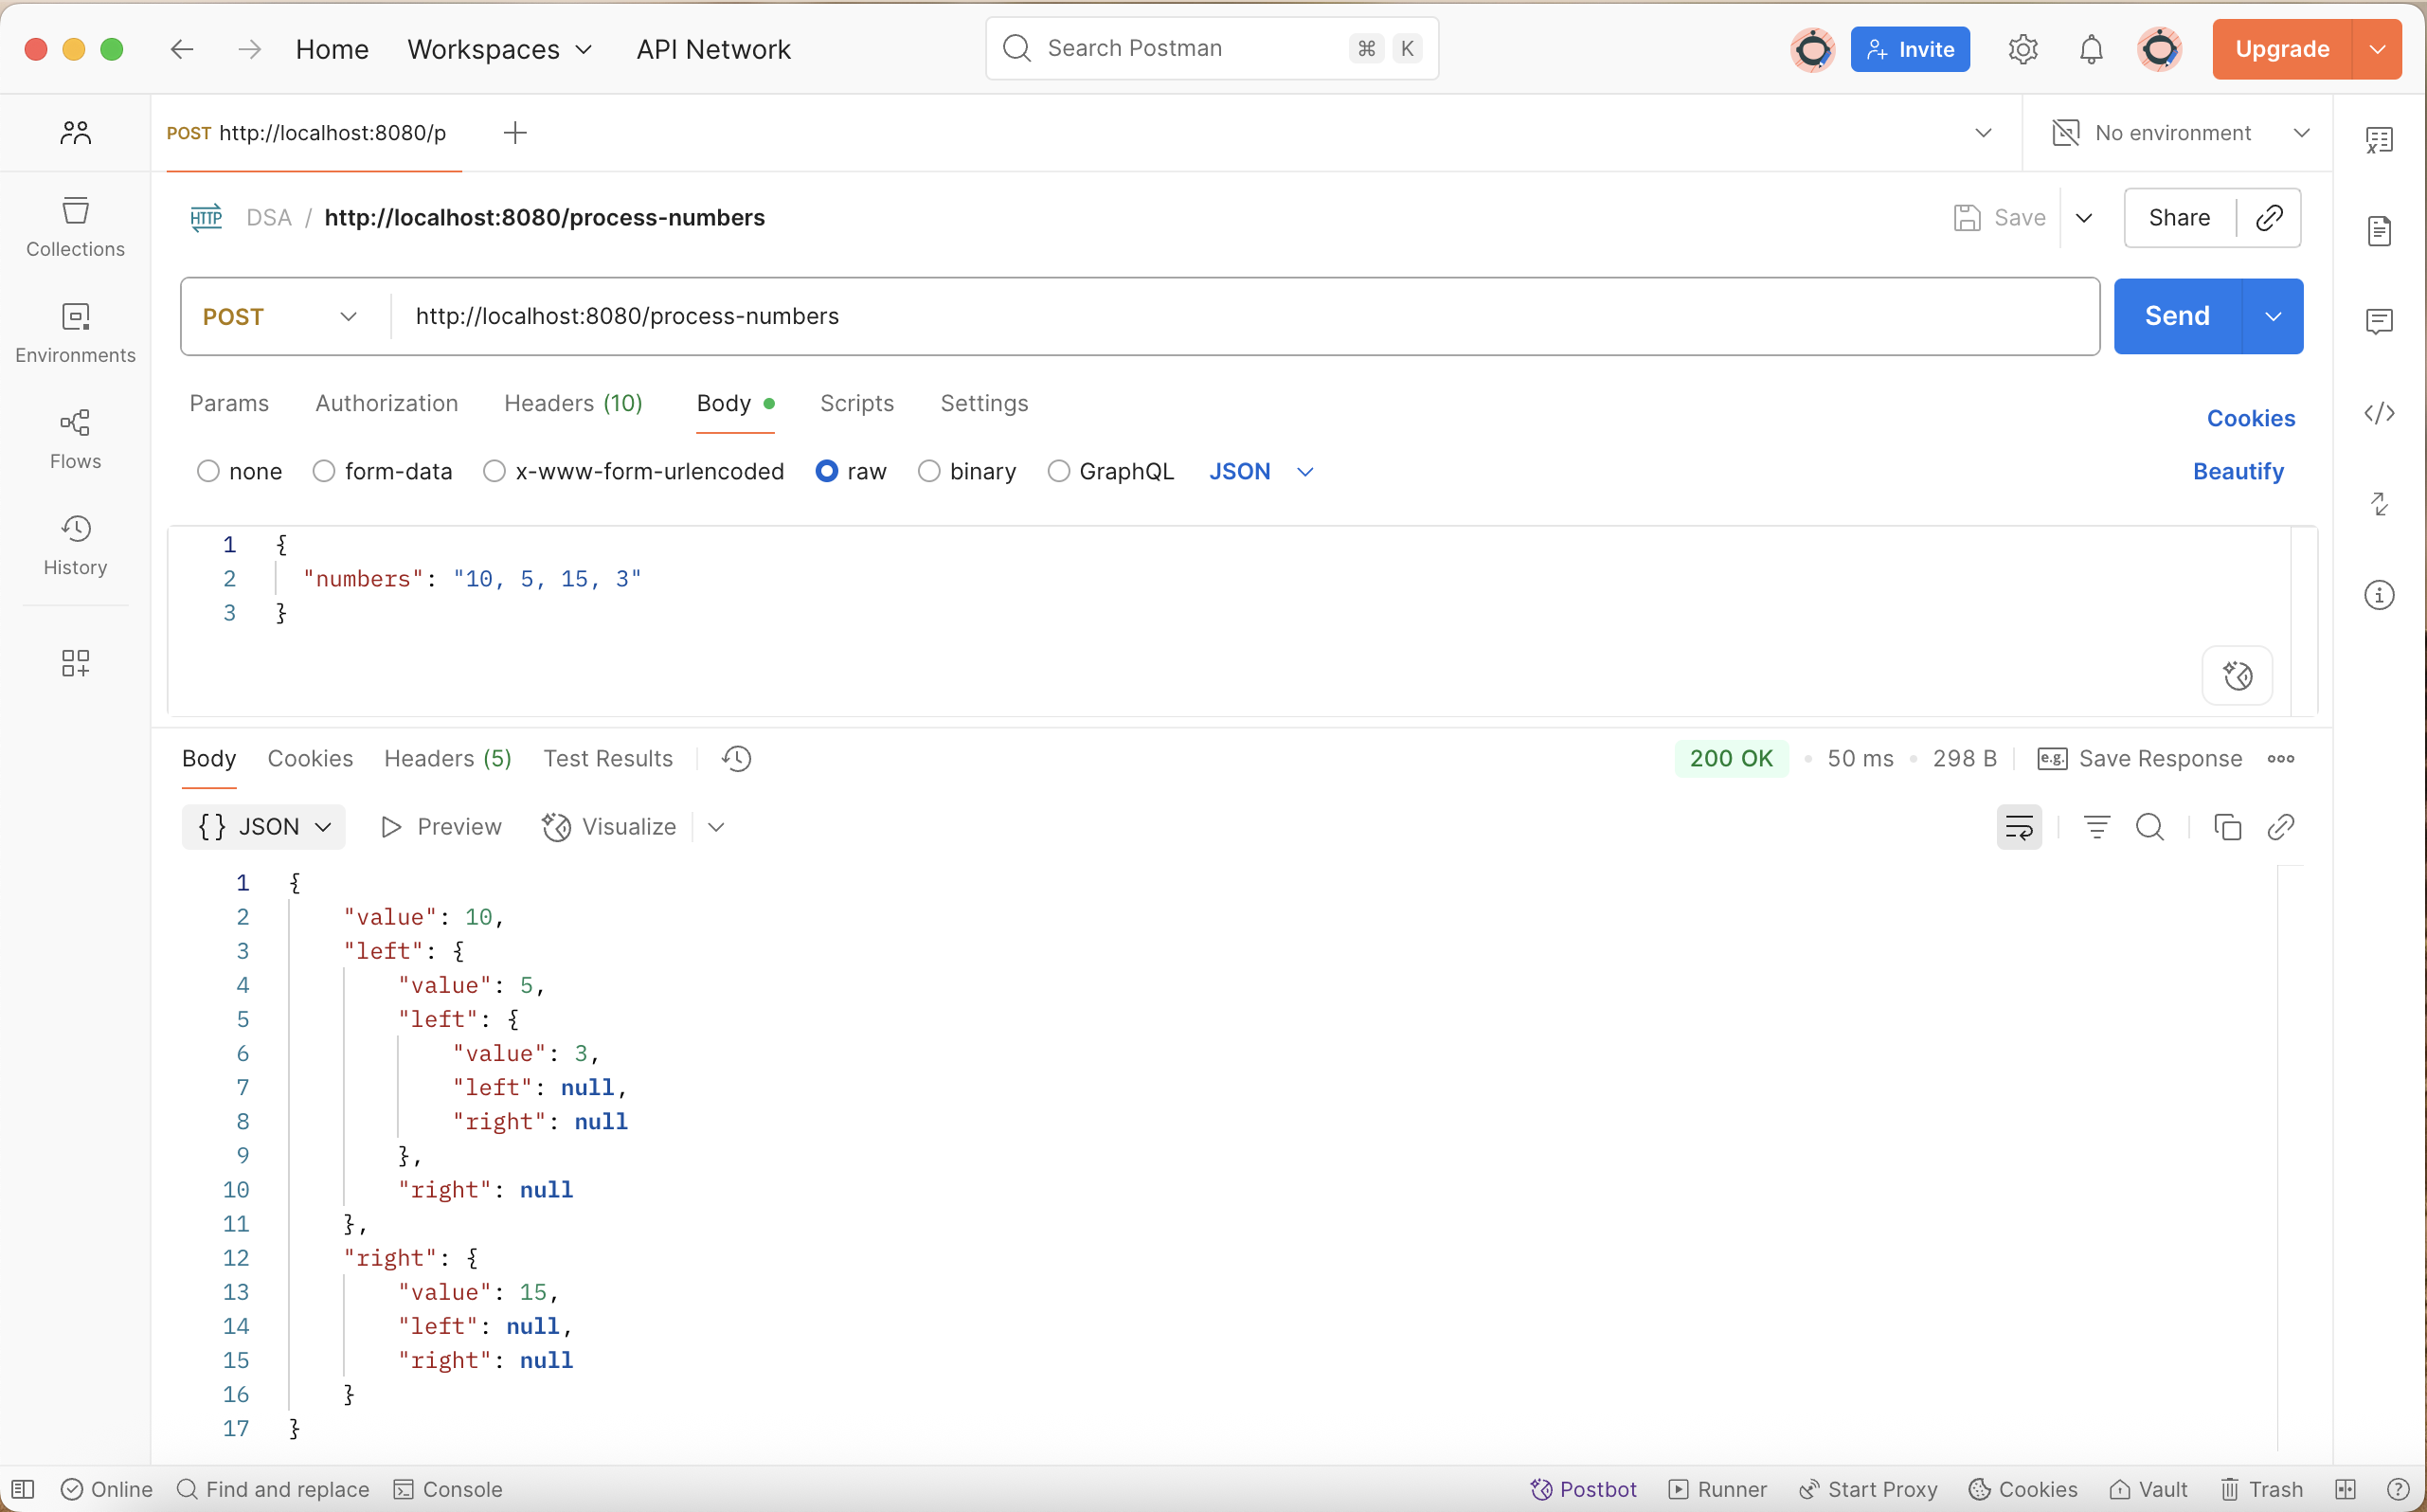 Home Workspaces API Network Search Postman ⌘ K Invite Upgrade
POST http://localhost:8080/p No environment
HTTP DSA / http://localhost:8080/process-numbers Save Share
Collections
POST http://localhost:8080/process-numbers Send
Environments
Params Authorization Headers (10) Body Scripts Settings Cookies
Flows
none form-data x-www-form-urlencoded raw binary GraphQL JSON Beautify
History
1 {
2 "numbers": "10, 5, 15, 3"
3 }
Body Cookies Headers (5) Test Results 200 OK • 50 ms • 298 B e.g. Save Response
{} JSON Preview Visualize
1 {
2 "value": 10,
3 "left": {
4 "value": 5,
5 "left": {
6 "value": 3,
7 "left": null,
8 "right": null
9 },
10 "right": null
11 },
12 "right": {
13 "value": 15,
14 "left": null,
15 "right": null
16 }
17 }
Online Find and replace Console Postbot Runner Start Proxy Cookies Vault Trash